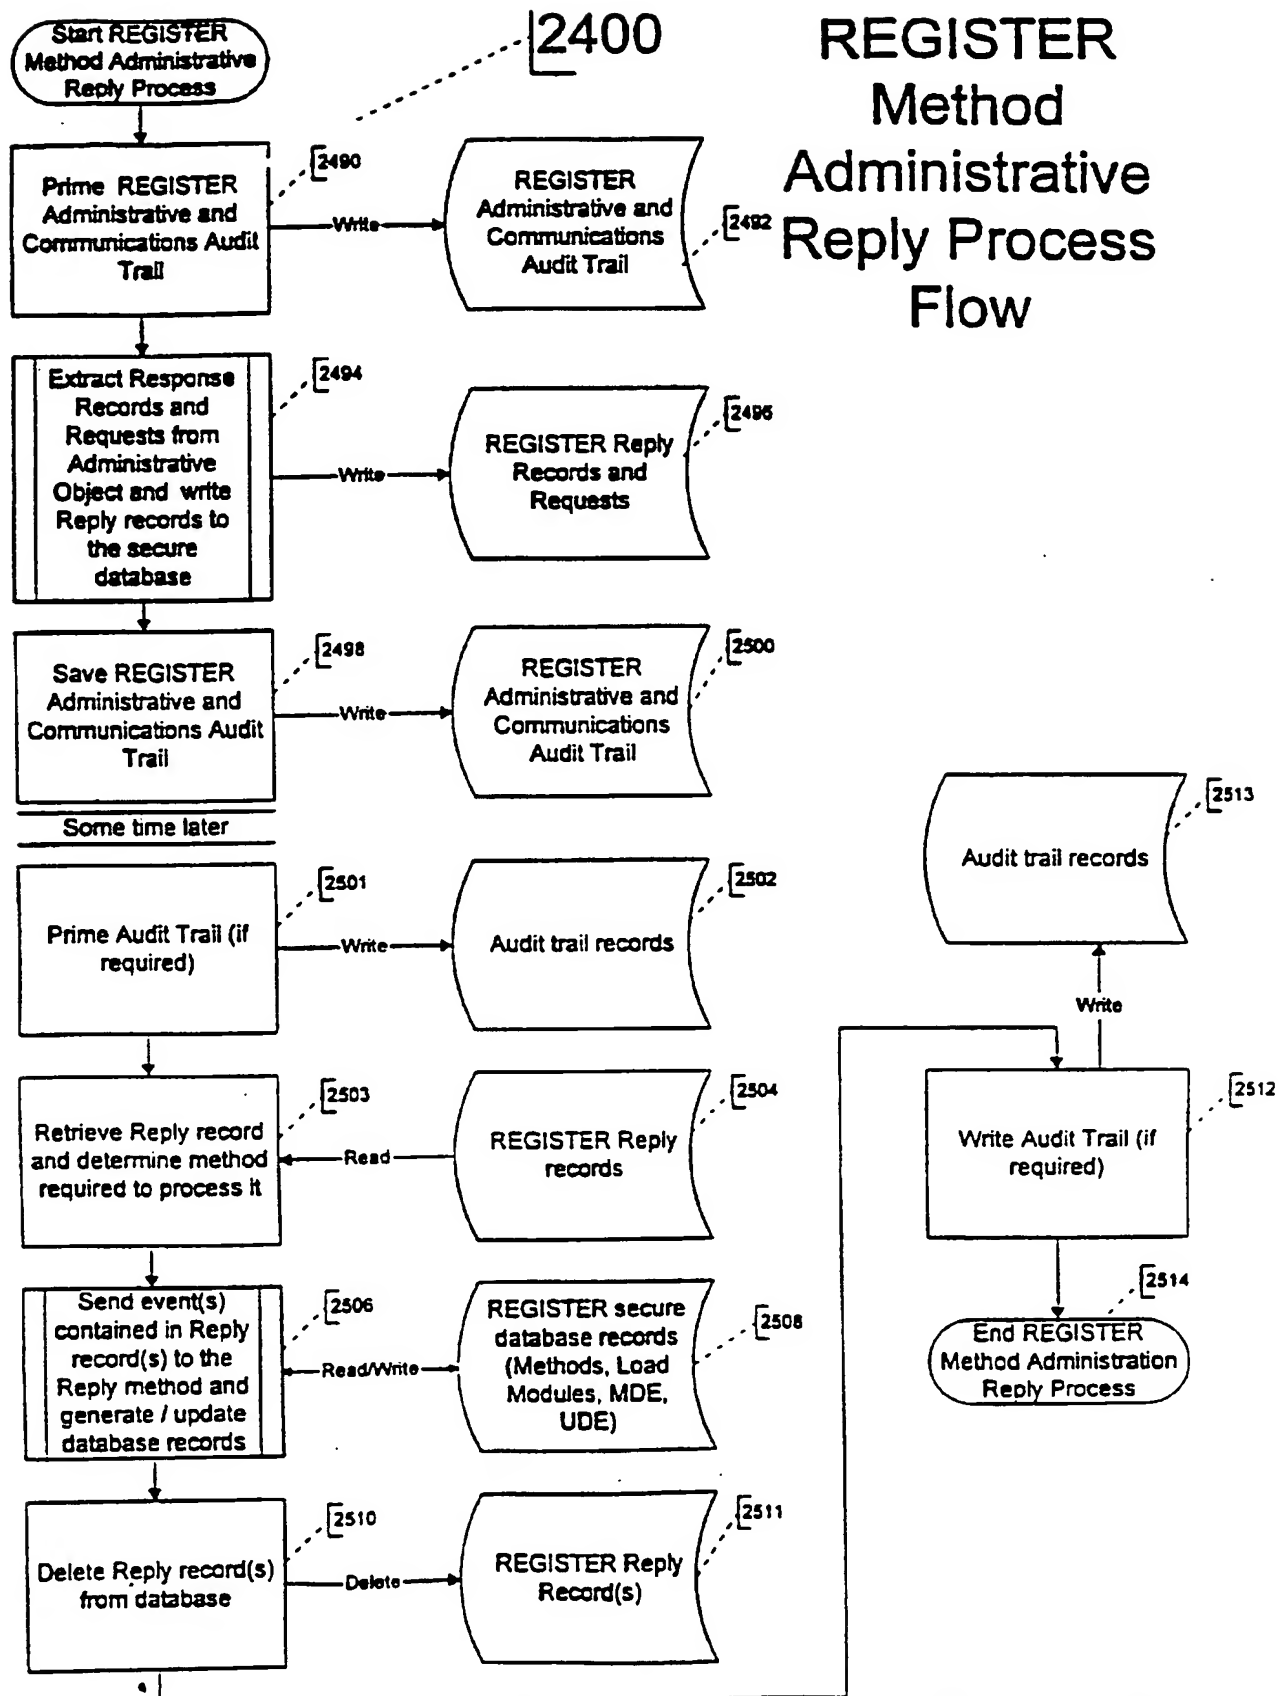 Start REGISTER
Method Administrative
Reply Process
2400
REGISTER
Method
Administrative
Reply Process
Flow
Prime REGISTER
Administrative and
Communications Audit
Trail
2490
Write
REGISTER
Administrative and
Communications
Audit Trail
2492
Extract Response
Records and
Requests from
Administrative
Object and write
Reply records to
the secure
database
2494
Write
REGISTER Reply
Records and
Requests
2496
Save REGISTER
Administrative and
Communications Audit
Trail
2498
Write
REGISTER
Administrative and
Communications
Audit Trail
2500
Some time later
Prime Audit Trail (if
required)
2501
Write
Audit trail records
2502
Retrieve Reply record
and determine method
required to process it
2503
Read
REGISTER Reply
records
2504
Send event(s)
contained in Reply
record(s) to the
Reply method and
generate / update
database records
2506
Read/Write
REGISTER secure
database records
(Methods, Load
Modules, MDE,
UDE)
2508
Delete Reply record(s)
from database
2510
Delete
REGISTER Reply
Record(s)
2511
Audit trail records
2513
Write
Write Audit Trail (if
required)
2512
2514
End REGISTER
Method Administration
Reply Process